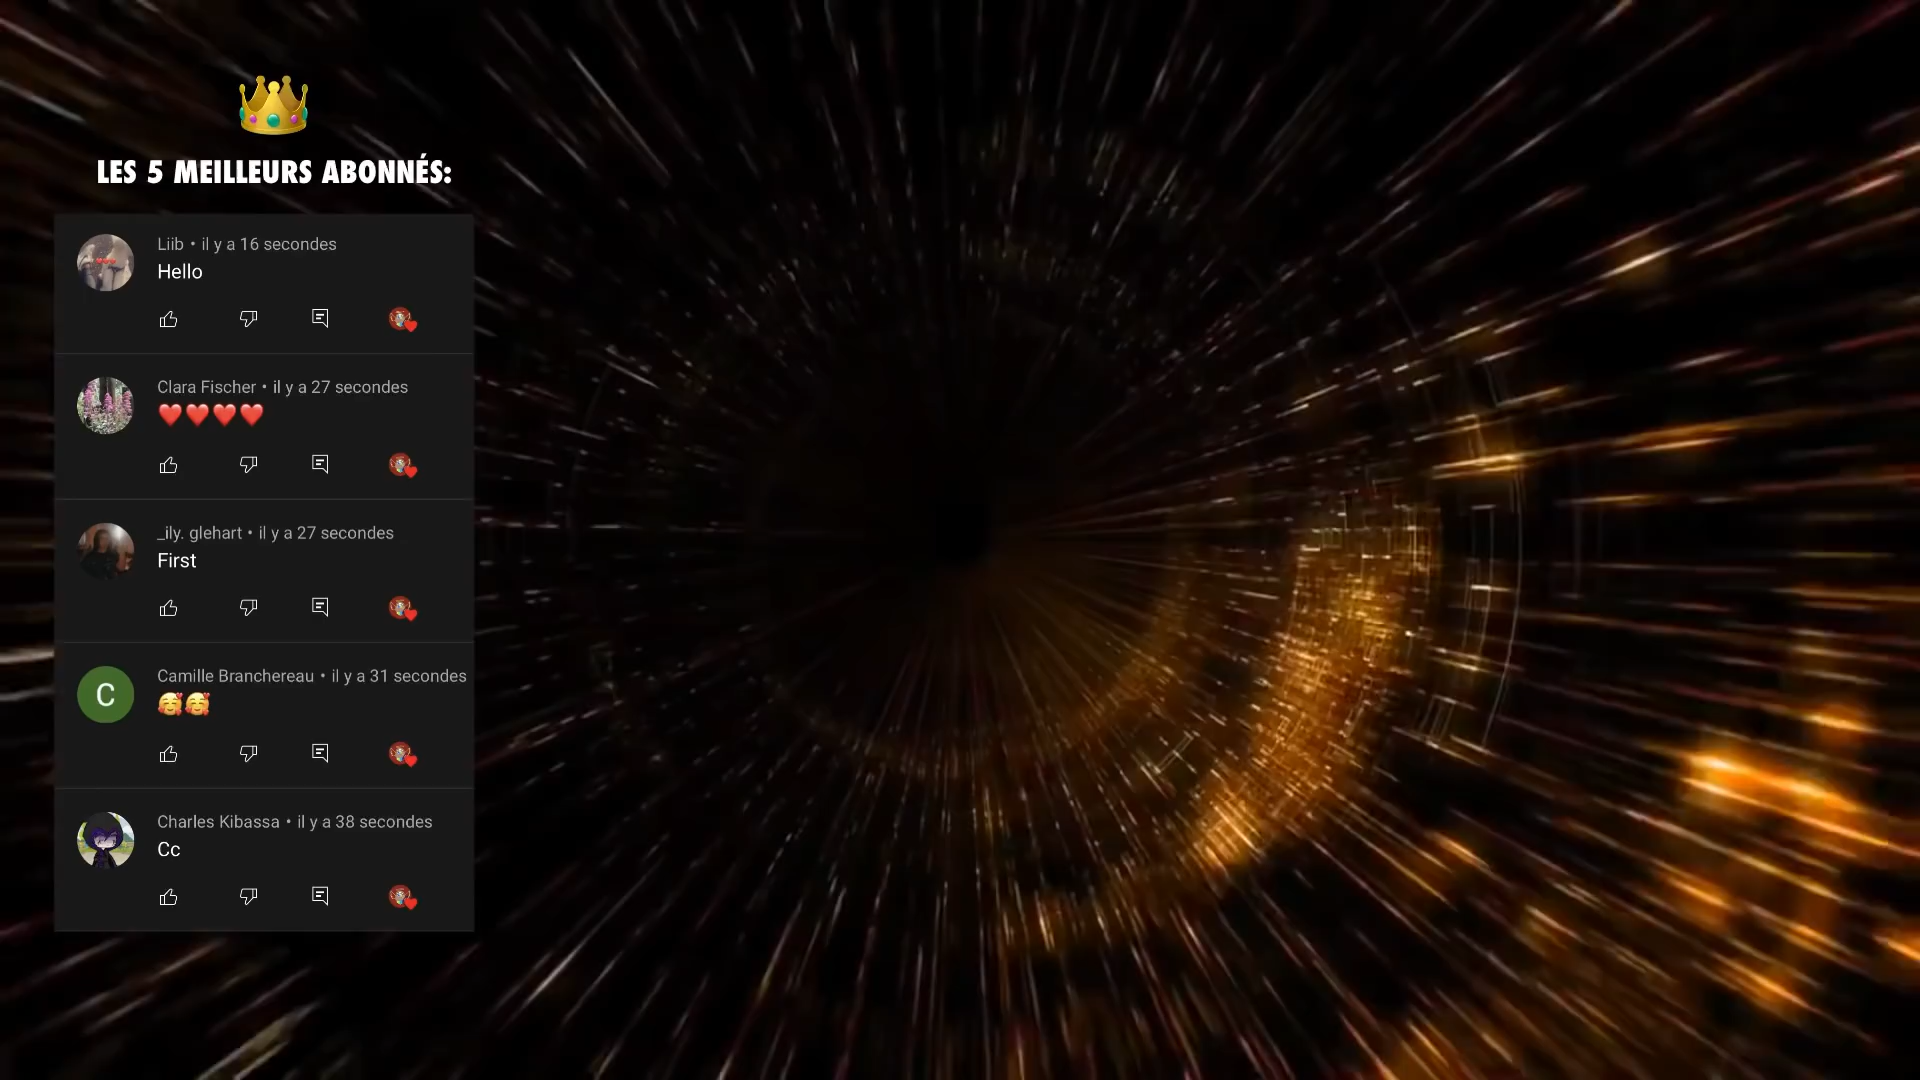 LES 5 MEILLEURS ABONNÉS:
Liib • il y a 16 secondes
Hello
Clara Fischer • il y a 27 secondes
❤️❤️❤️❤️
_ily. glehart • il y a 27 secondes
First
Camille Branchereau • il y a 31 secondes
C
🥰🥰
Charles Kibassa • il y a 38 secondes
Cc